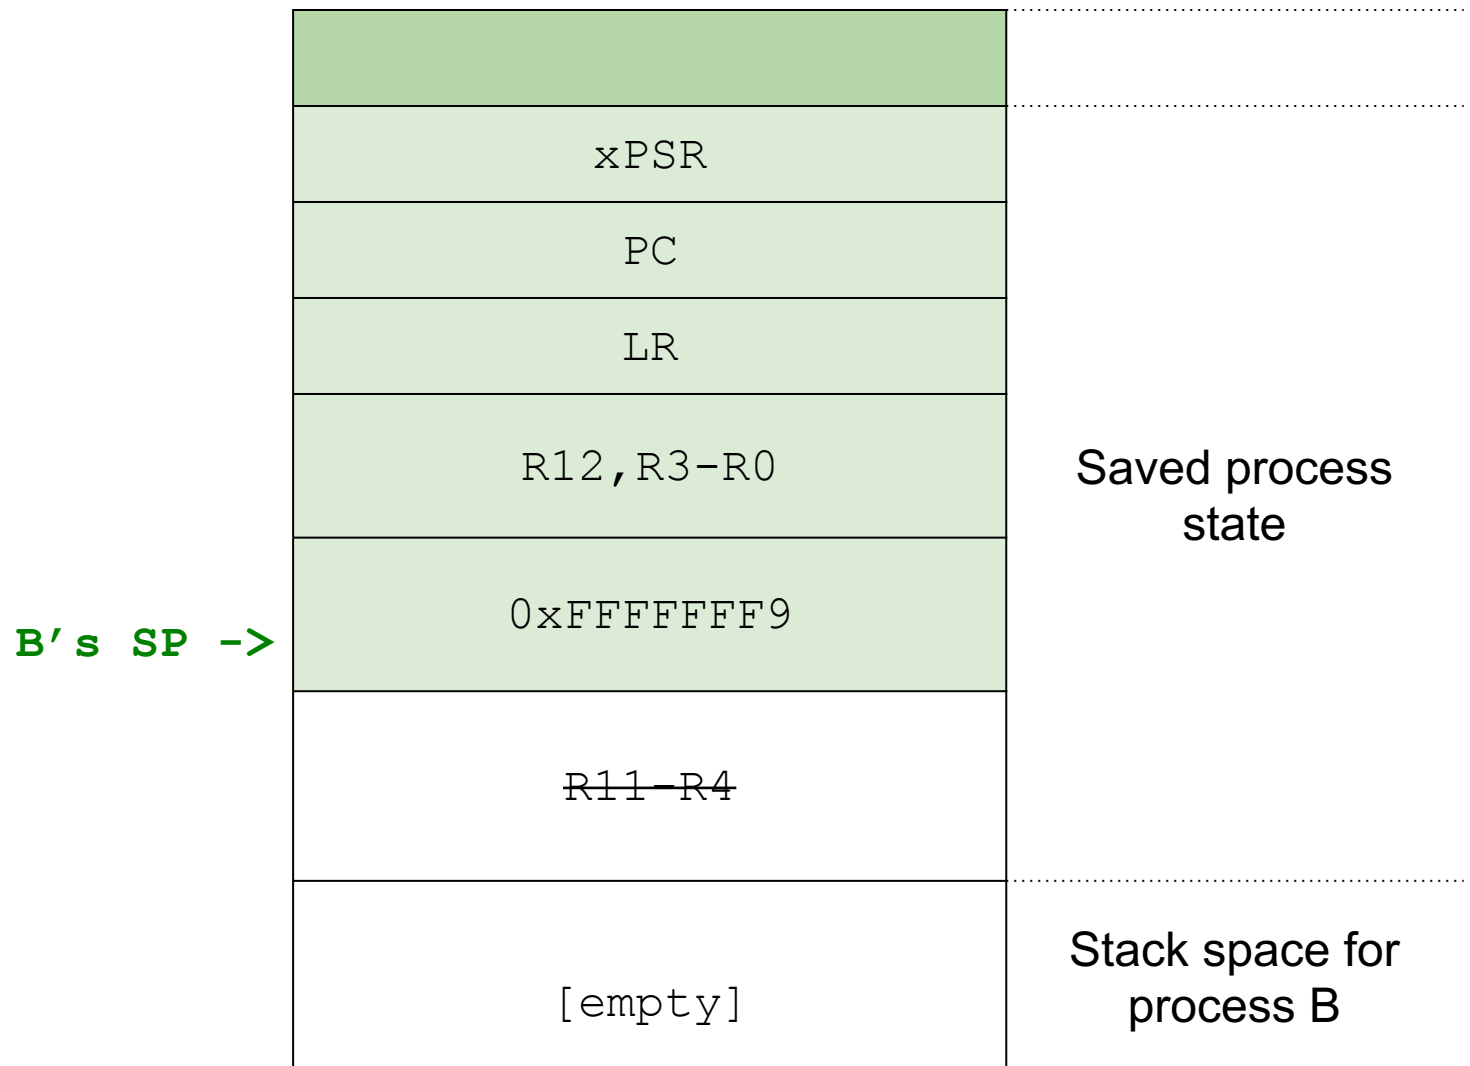 xPSR
PC
LR
R12,R3-R0
Saved process
state
0xFFFFFFF9
B's SP ->
R11-R4
Stack space for
process B
[empty]